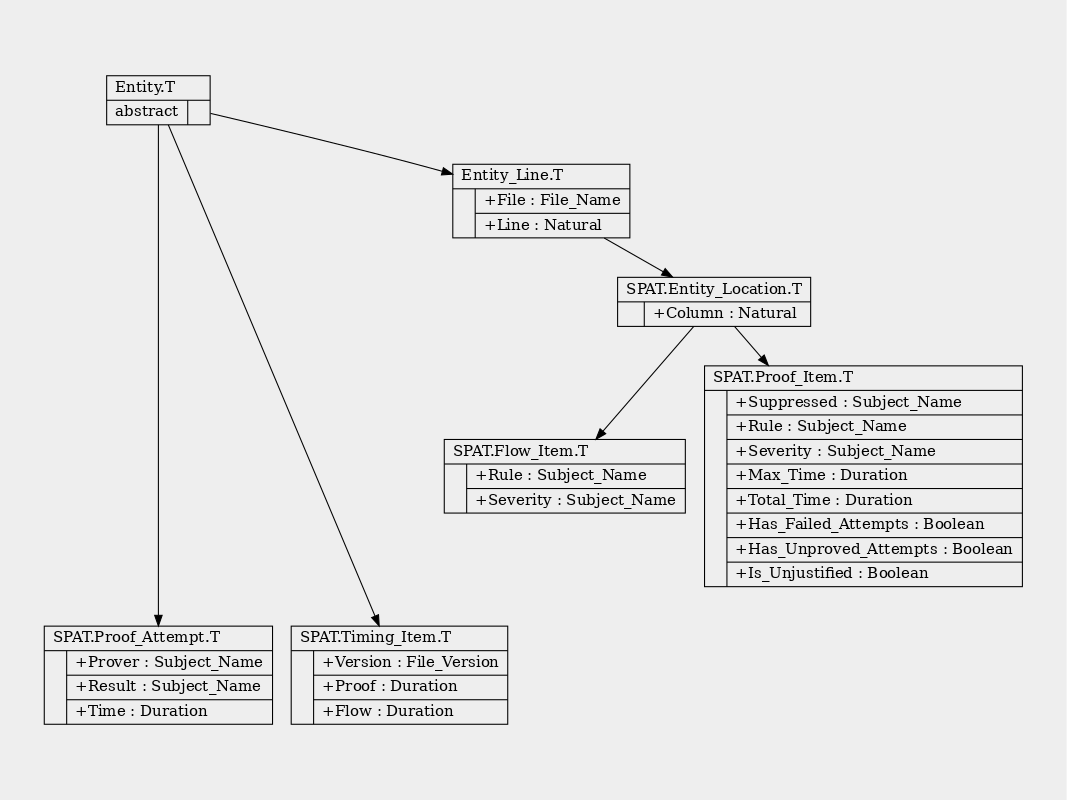 Entity.T
abstract
Entity_Line.T
+File : File_Name
+Line : Natural
SPAT.Entity_Location.T
+Column : Natural
SPAT.Proof_Item.T
+Suppressed : Subject_Name
+Rule : Subject_Name
+Severity : Subject_Name
+Max_Time : Duration
+Total_Time : Duration
+Has_Failed_Attempts : Boolean
+Has_Unproved_Attempts : Boolean
+Is_Unjustified : Boolean
SPAT.Flow_Item.T
+Rule : Subject_Name
+Severity : Subject_Name
SPAT.Proof_Attempt.T
+Prover : Subject_Name
+Result : Subject_Name
+Time : Duration
SPAT.Timing_Item.T
+Version : File_Version
+Proof : Duration
+Flow : Duration